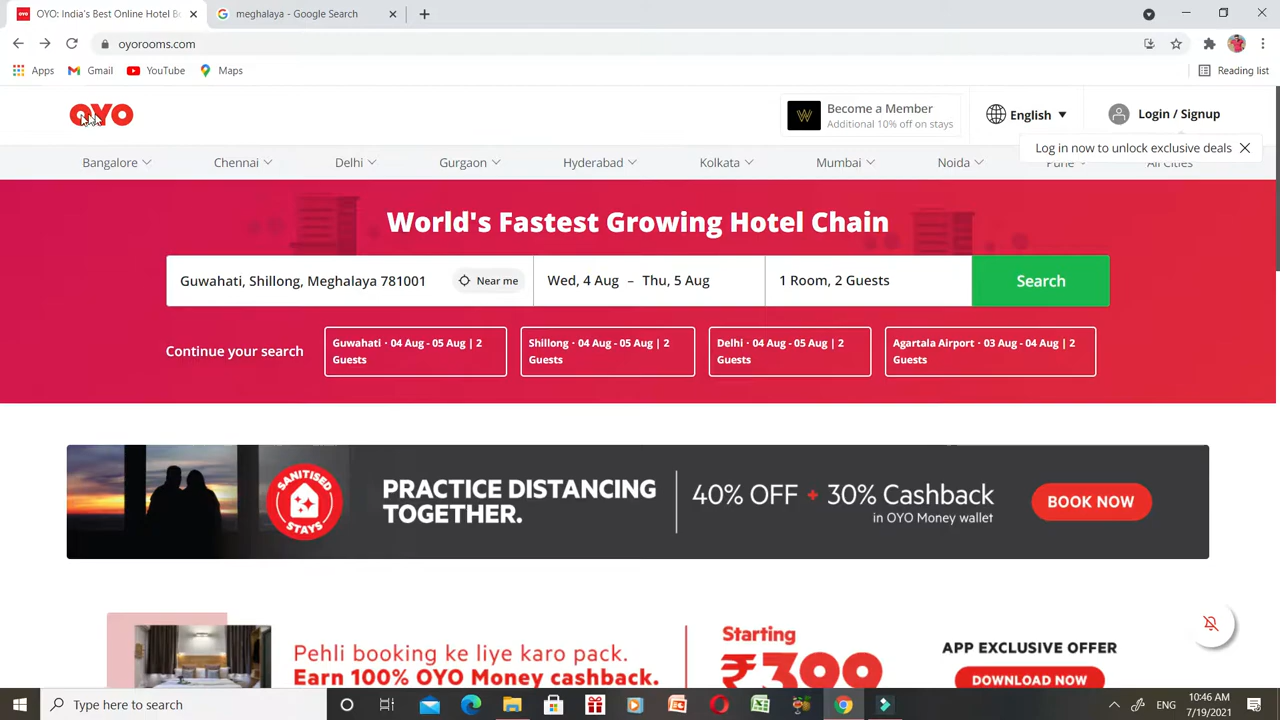 OYO: India's Best Online Hotel B
meghalaya - Google Search
oyorooms.com
Apps
Gmail
YouTube
Maps
Reading list
OYO
Become a Member
Additional 10% off on stays
English
Login / Signup
Log in now to unlock exclusive deals
Bangalore
Chennai
Delhi
Gurgaon
Hyderabad
Kolkata
Mumbai
Noida
Pune
All Cities
World's Fastest Growing Hotel Chain
Guwahati, Shillong, Meghalaya 781001
Near me
Wed, 4 Aug – Thu, 5 Aug
1 Room, 2 Guests
Search
Continue your search
Guwahati · 04 Aug - 05 Aug | 2
Guests
Shillong · 04 Aug - 05 Aug | 2
Guests
Delhi · 04 Aug - 05 Aug | 2
Guests
Agartala Airport · 03 Aug - 04 Aug | 2
Guests
SANITISED
STAYS
PRACTICE DISTANCING
TOGETHER.
40% OFF + 30% Cashback
in OYO Money wallet
BOOK NOW
Pehli booking ke liye karo pack.
Earn 100% OYO Money cashback.
Starting
₹399
APP EXCLUSIVE OFFER
DOWNLOAD NOW
Type here to search
ENG
10:46 AM
7/19/2021